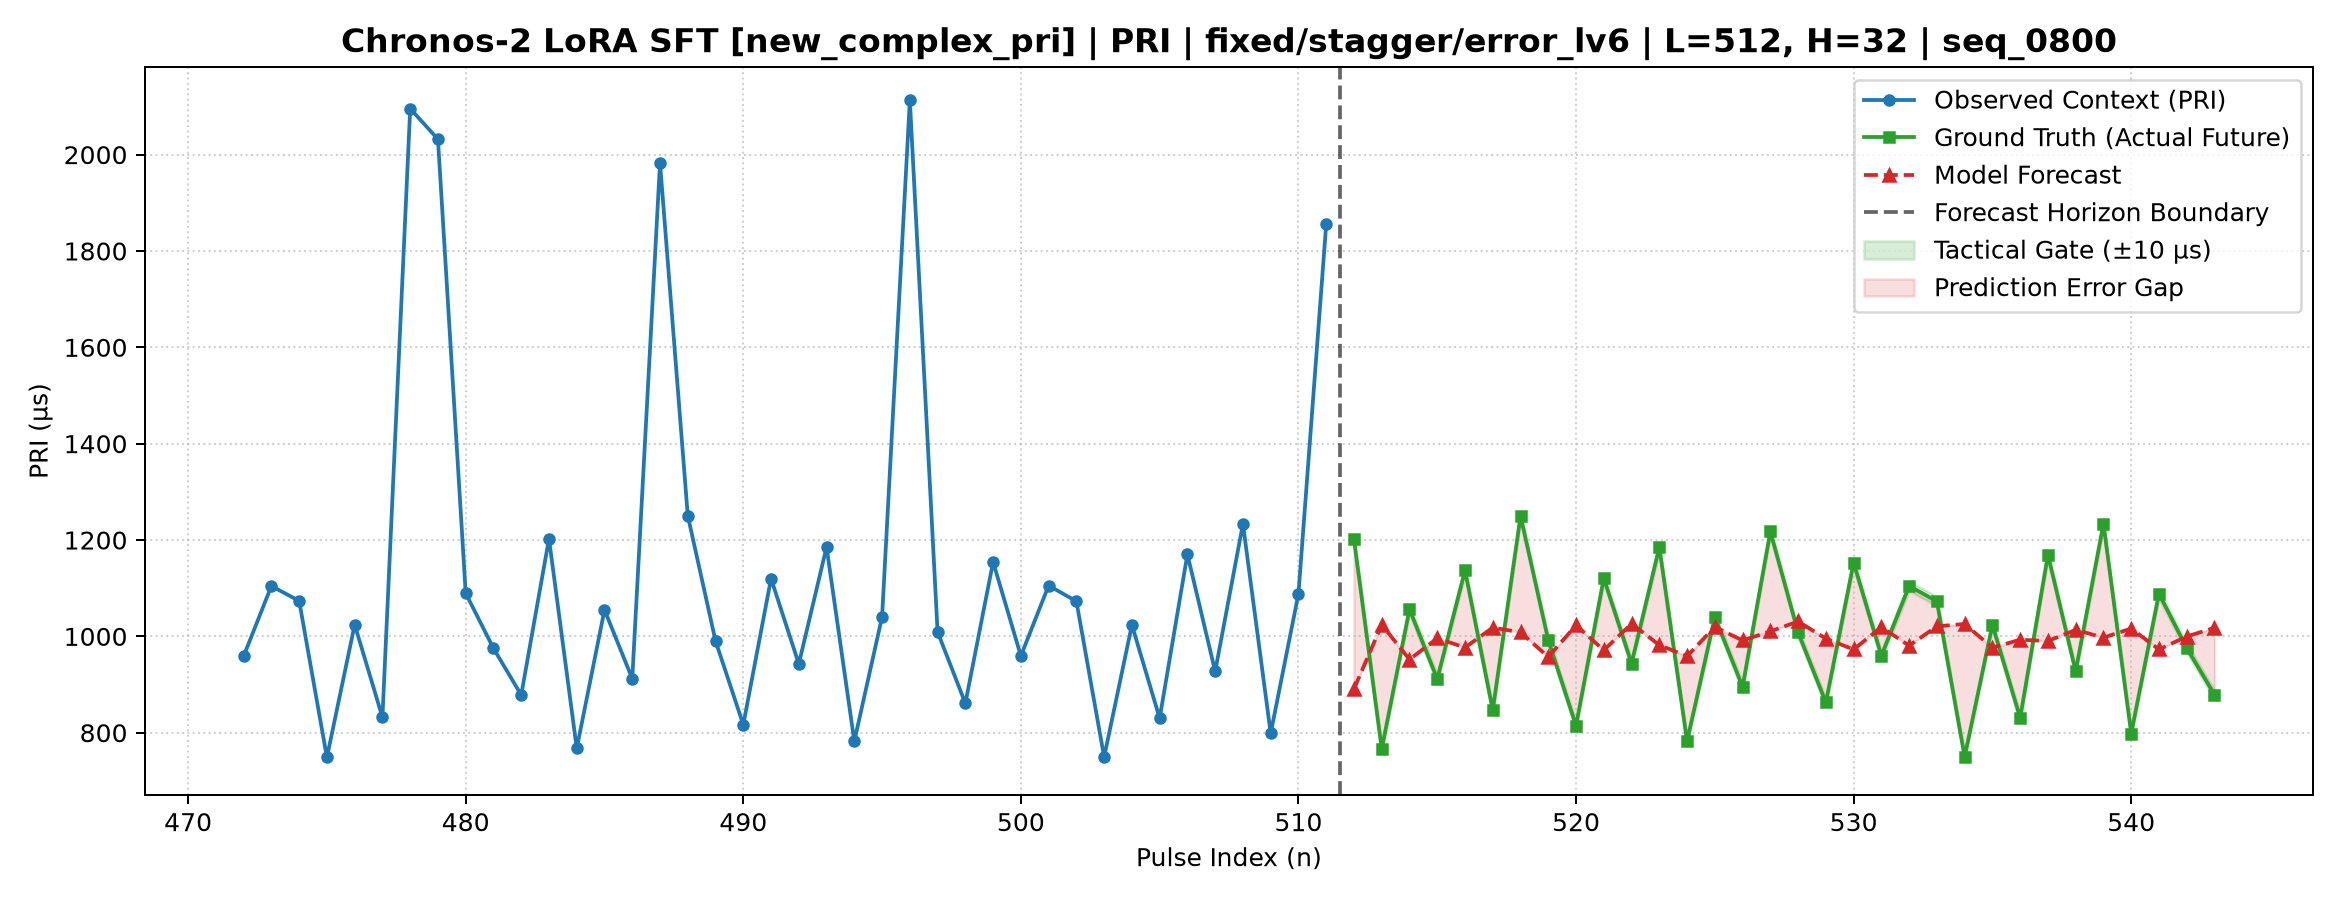 Chronos-2 LoRA SFT [new_complex_pri] | PRI | fixed/stagger/error_lv6 | L=512, H=32 | seq_0800
Observed Context (PRI)
Ground Truth (Actual Future)
Model Forecast
Forecast Horizon Boundary
Tactical Gate (±10 μs)
Prediction Error Gap
PRI (μs)
2000
1800
1600
1400
1200
1000
800
470
480
490
500
510
520
530
540
Pulse Index (n)